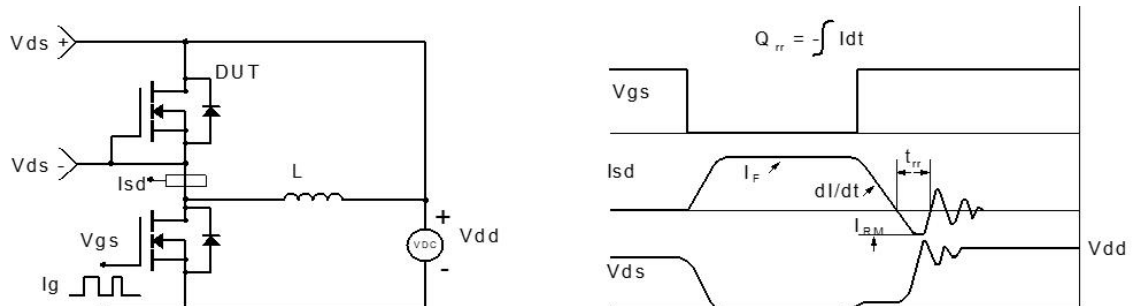 Vds +
DUT
Vds -
Isd
L
Vgs
Ig
+
VDC
-
Vdd
Q rr = -∫ Idt
Vgs
Isd
I F
dI/dt
t rr
I RM
Vds
Vdd